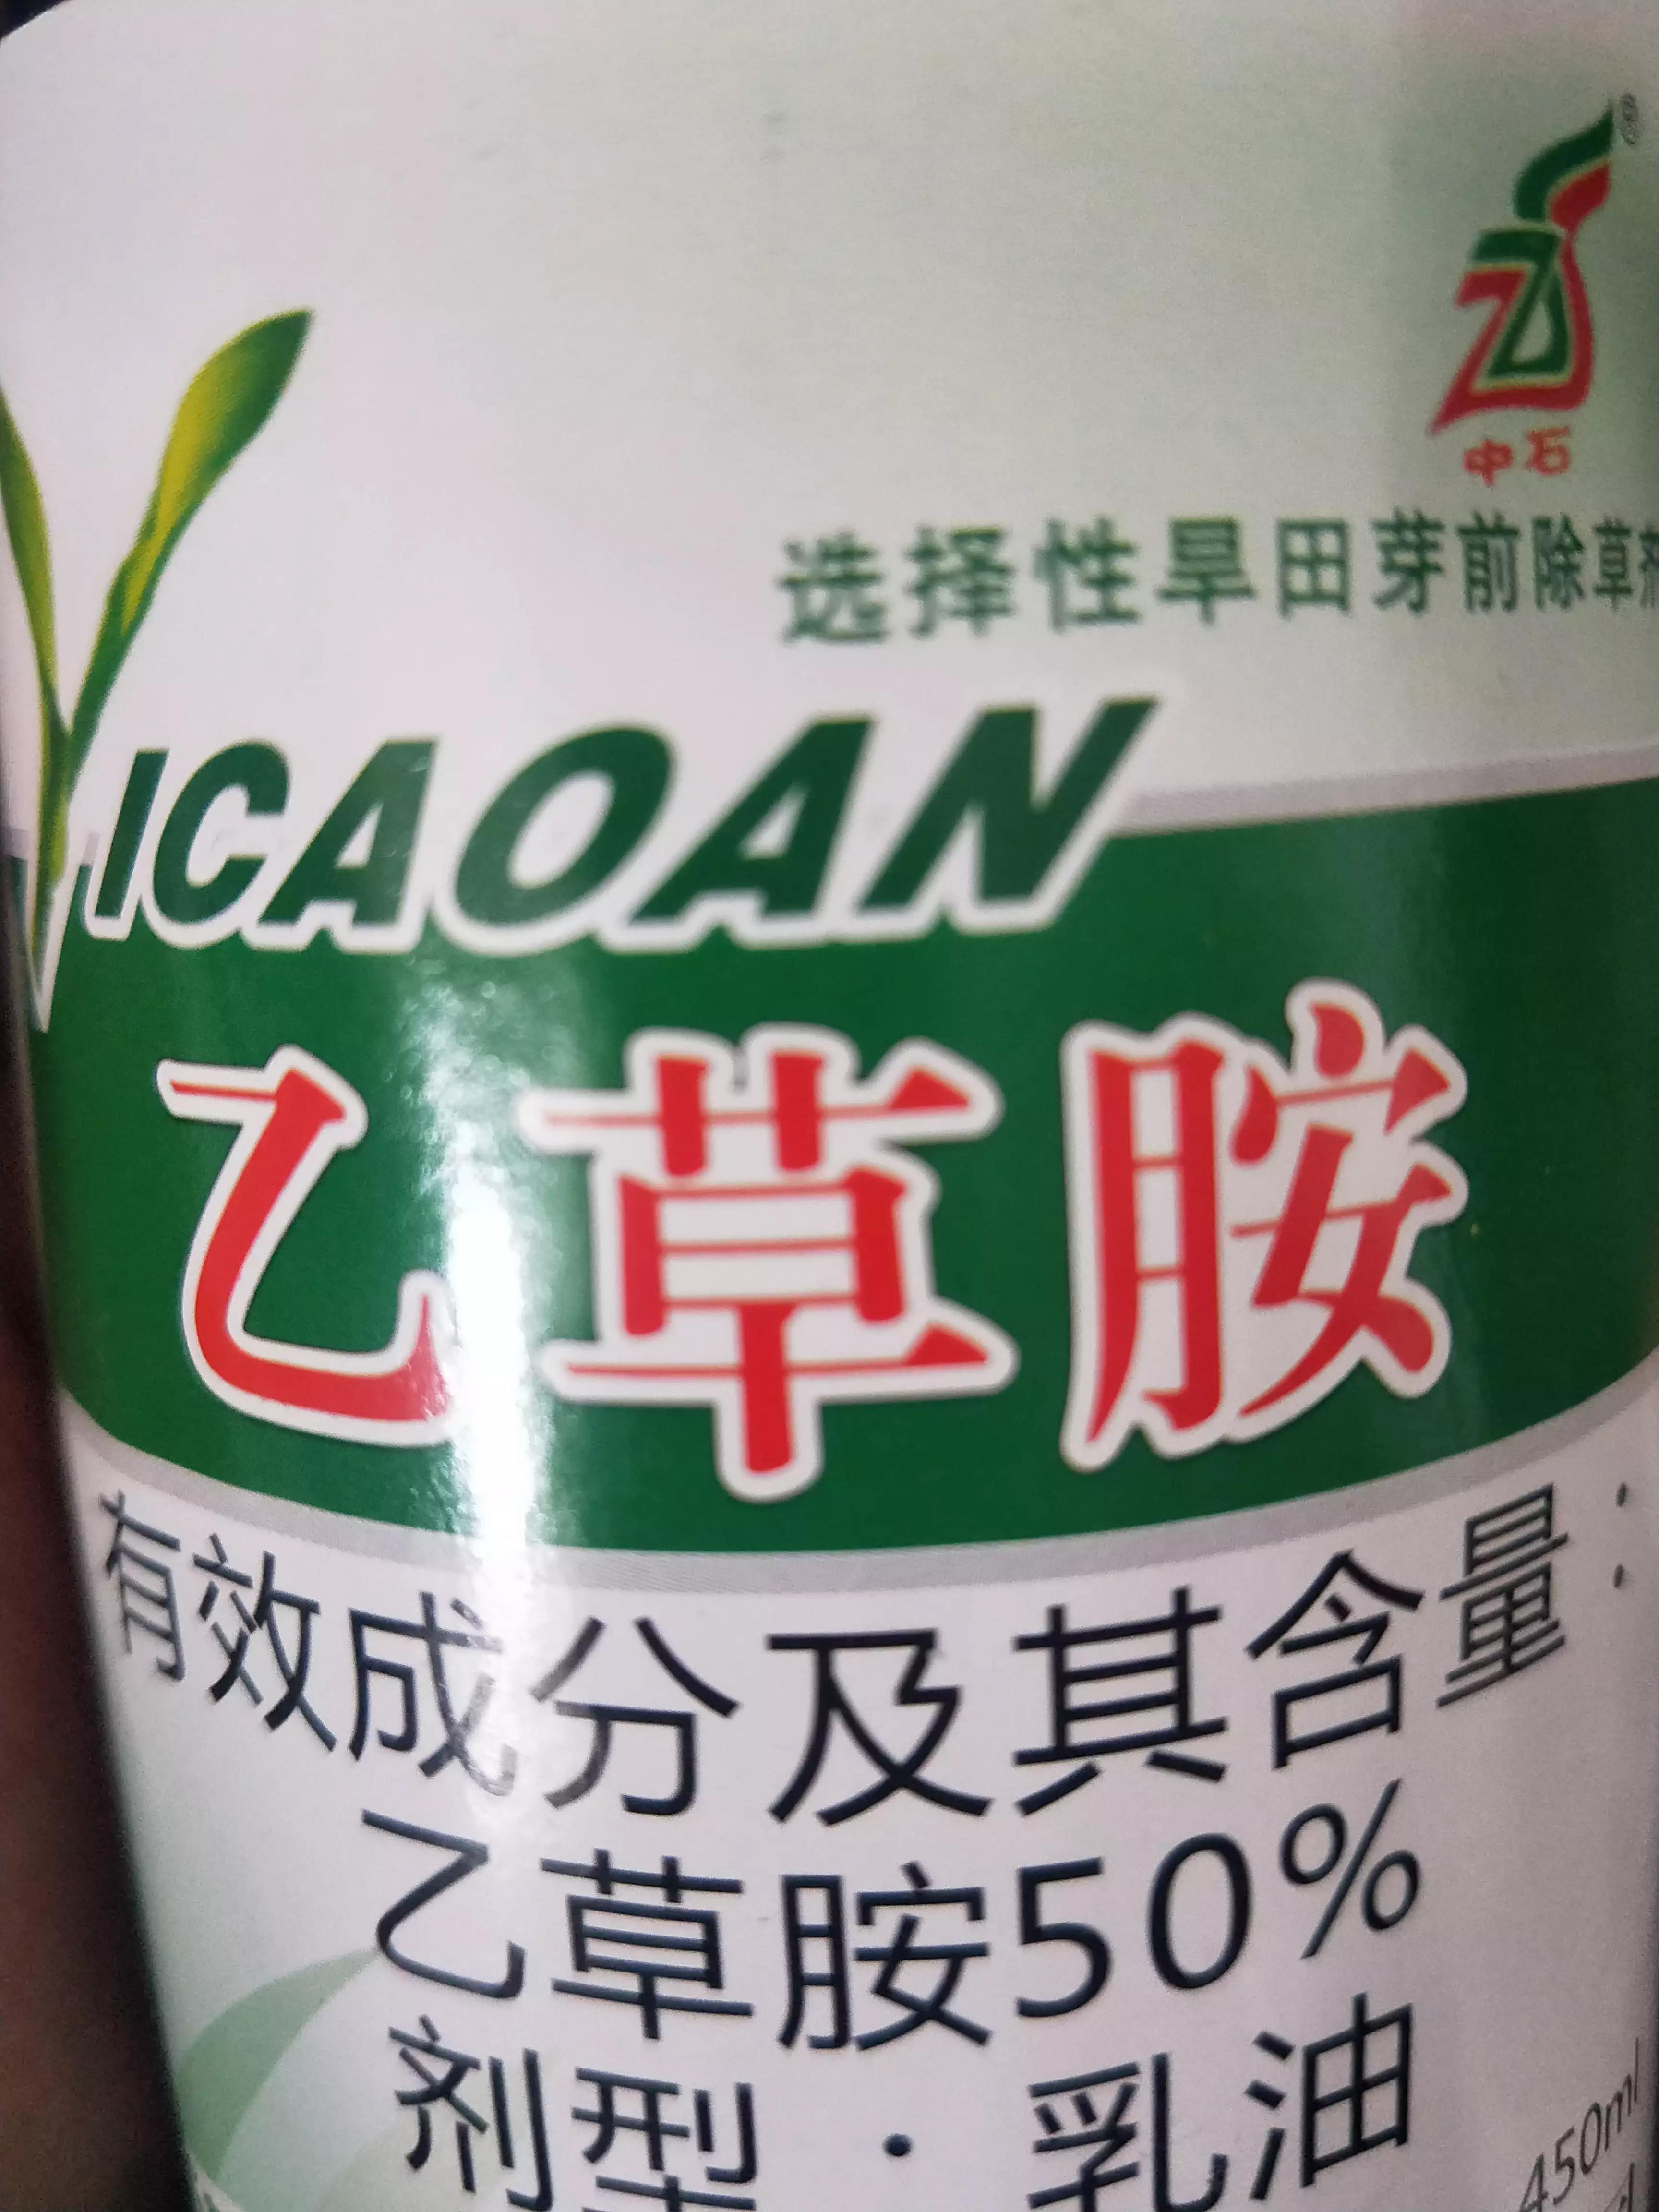 ®
中石
选择性旱田芽前除草剂
YICAOAN
乙草胺
有效成分及其含量:
乙草胺50%
剂型:乳油
450ml